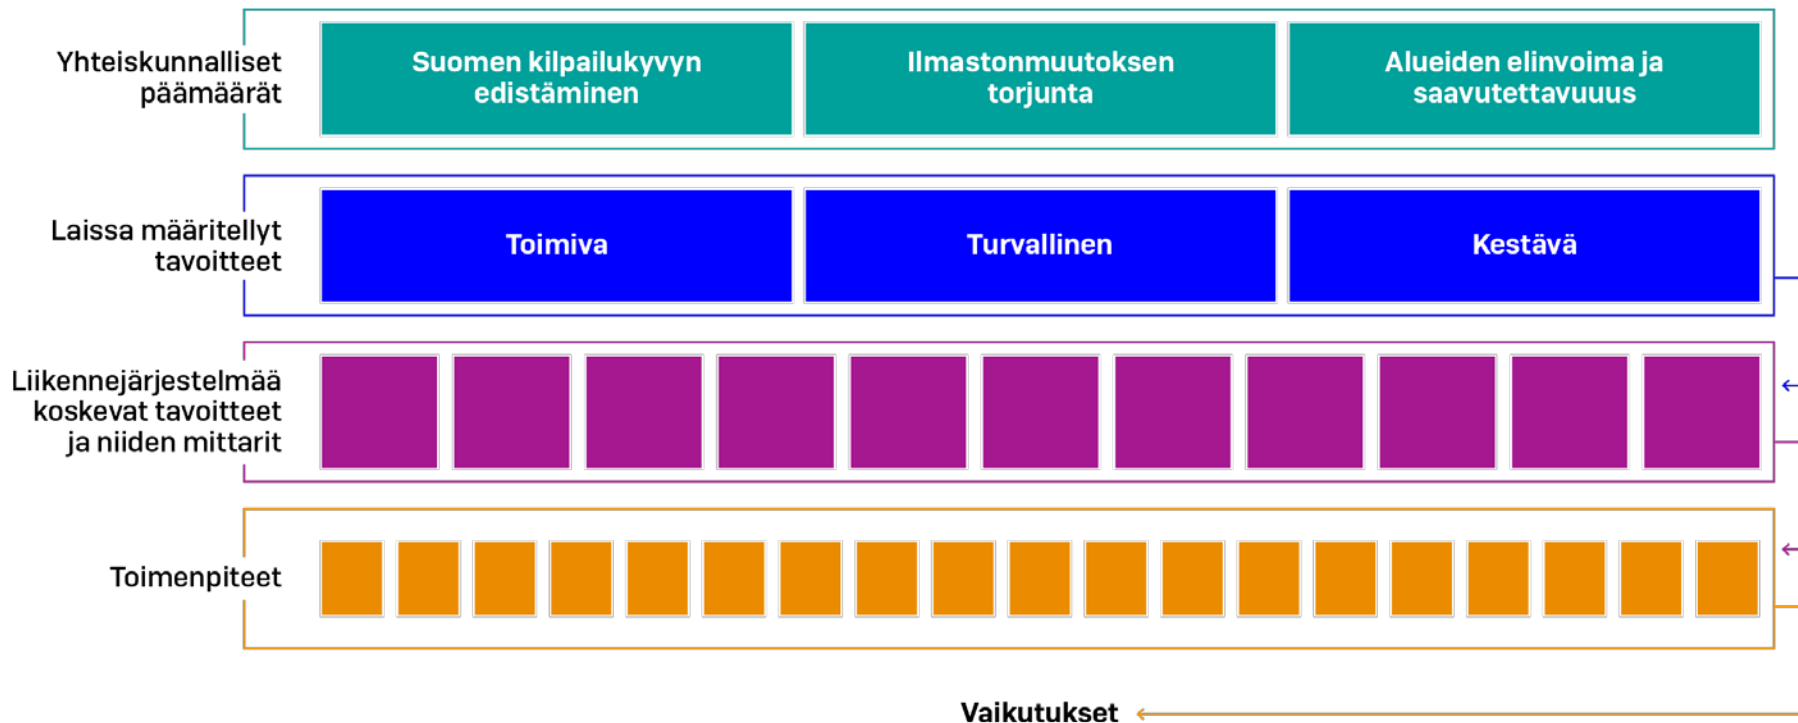 Yhteiskunnalliset
päämäärät
Suomen kilpailukyvyn
edistäminen
Ilmastonmuutoksen
torjunta
Alueiden elinvoima ja
saavutettavuuus
Laissa määritellyt
tavoitteet
Toimiva
Turvallinen
Kestävä
Liikennejärjestelmää
koskevat tavoitteet
ja niiden mittarit
Toimenpiteet
Vaikutukset